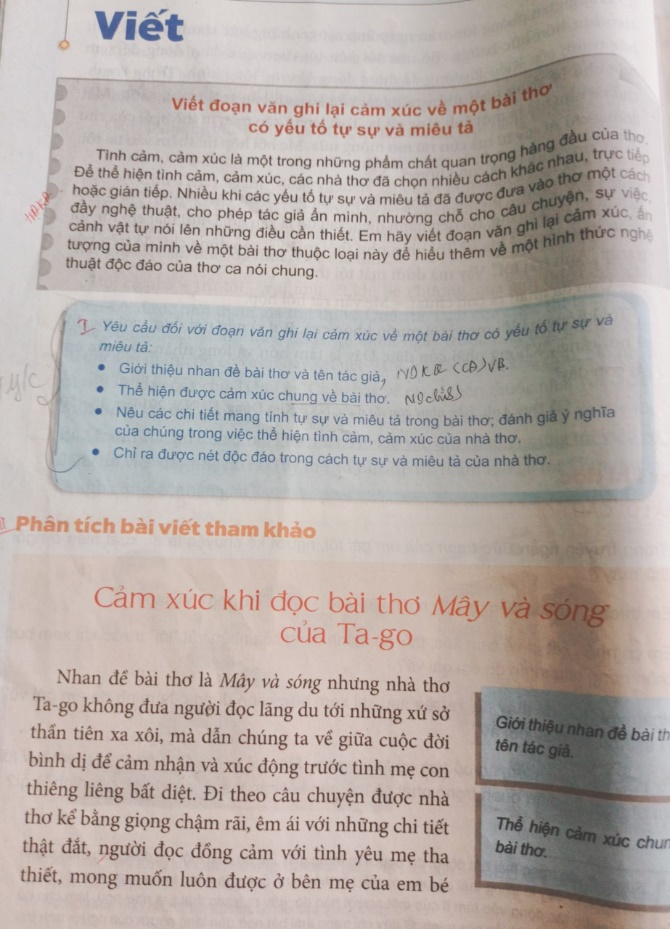 Viết
Viết đoạn văn ghi lại cảm xúc về một bài thơ
có yếu tố tự sự và miêu tả
Tình cảm, cảm xúc là một trong những phẩm chất quan trọng hàng đầu của thơ.
Để thể hiện tình cảm, cảm xúc, các nhà thơ đã chọn nhiều cách khác nhau, trực tiếp
hoặc gián tiếp. Nhiều khi các yếu tố tự sự và miêu tả đã được đưa vào thơ một cách
đầy nghệ thuật, cho phép tác giả ẩn mình, nhường chỗ cho câu chuyện, sự việc,
cảnh vật tự nói lên những điều cần thiết. Em hãy viết đoạn văn ghi lại cảm xúc, ấn
tượng của mình về một bài thơ thuộc loại này để hiểu thêm về một hình thức nghệ
thuật độc đáo của thơ ca nói chung.
I Yêu cầu đối với đoạn văn ghi lại cảm xúc về một bài thơ có yếu tố tự sự và
miêu tả:
y/c
• Giới thiệu nhan đề bài thơ và tên tác giả,
• Thể hiện được cảm xúc chung về bài thơ.
• Nêu các chi tiết mang tính tự sự và miêu tả trong bài thơ; đánh giá ý nghĩa
của chúng trong việc thể hiện tình cảm, cảm xúc của nhà thơ.
• Chỉ ra được nét độc đáo trong cách tự sự và miêu tả của nhà thơ.
Phân tích bài viết tham khảo
Cảm xúc khi đọc bài thơ Mây và sóng
của Ta-go
Nhan đề bài thơ là Mây và sóng nhưng nhà thơ
Ta-go không đưa người đọc lãng du tới những xứ sở
thần tiên xa xôi, mà dẫn chúng ta về giữa cuộc đời
bình dị để cảm nhận và xúc động trước tình mẹ con
thiêng liêng bất diệt. Đi theo câu chuyện được nhà
thơ kể bằng giọng chậm rãi, êm ái với những chi tiết
thật đắt, người đọc đồng cảm với tình yêu mẹ tha
thiết, mong muốn luôn được ở bên mẹ của em bé
Giới thiệu nhan đề bài th
tên tác giả.
Thể hiện cảm xúc chun
bài thơ.